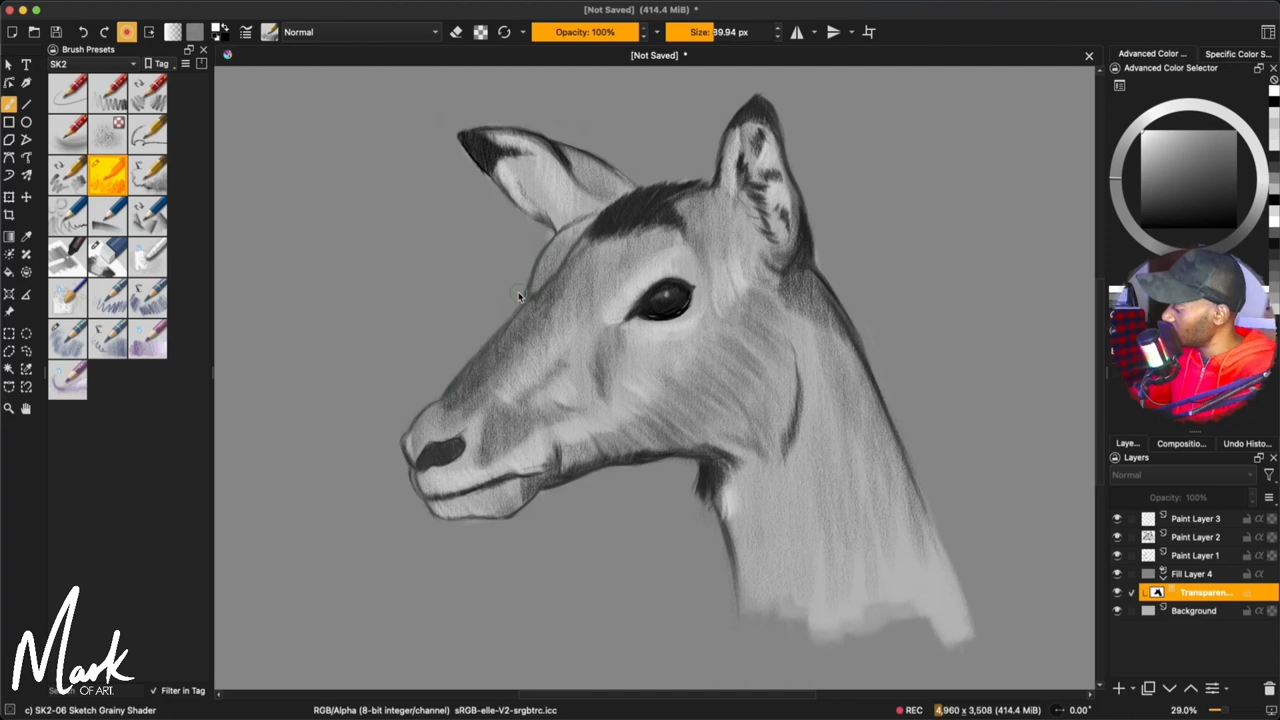 [Not Saved] (414.4 MiB) *
Normal
Opacity: 100%
Size: 39.94 px
[Not Saved] *
Brush Presets
SK2
Tag
Advanced Color ...
Specific Color S...
Advanced Color Selector
Laye...
Compositio...
Undo Histo...
Layers
Normal
Opacity: 100%
Paint Layer 3
Paint Layer 2
Paint Layer 1
Fill Layer 4
Transparen...
Background
Mark
OF ART.
Filter in Tag
c) SK2-06 Sketch Grainy Shader
RGB/Alpha (8-bit integer/channel) sRGB-elle-V2-srgbtrc.icc
REC
4,960 x 3,508 (414.4 MiB)
0.00°
29.0%